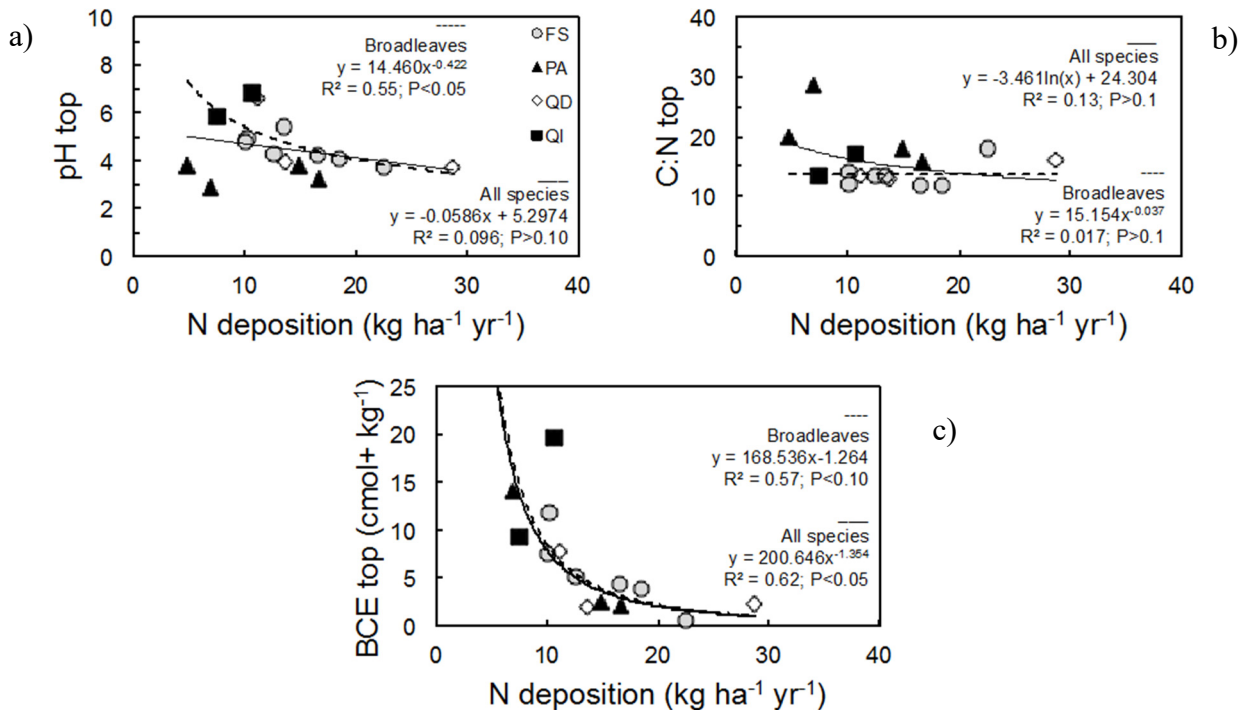 a)
10
8
6
4
2
0
pH top
Broadleaves
y = 14.460x^-0.422
R² = 0.55; P<0.05
FS
PA
QD
QI
All species
y = -0.0586x + 5.2974
R² = 0.096; P>0.10
0 10 20 30 40
N deposition (kg ha⁻¹ yr⁻¹)
b)
40
30
20
10
0
C:N top
All species
y = -3.461ln(x) + 24.304
R² = 0.13; P>0.1
Broadleaves
y = 15.154x^-0.037
R² = 0.017; P>0.1
0 10 20 30 40
N deposition (kg ha⁻¹ yr⁻¹)
c)
25
20
15
10
5
0
BCE top (cmol+ kg⁻¹)
Broadleaves
y = 168.536x-1.264
R² = 0.57; P<0.10
All species
y = 200.646x^-1.354
R² = 0.62; P<0.05
0 10 20 30 40
N deposition (kg ha⁻¹ yr⁻¹)